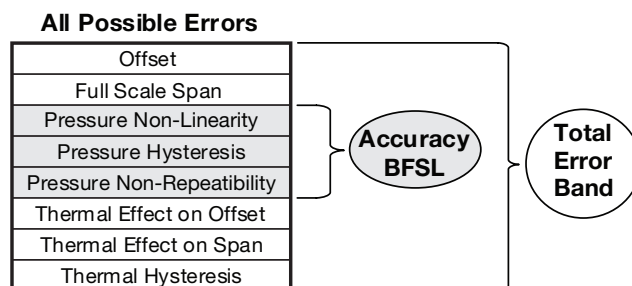 All Possible Errors
Offset
Full Scale Span
Pressure Non-Linearity
Pressure Hysteresis
Pressure Non-Repeatibility
Thermal Effect on Offset
Thermal Effect on Span
Thermal Hysteresis
Accuracy
BFSL
Total
Error
Band